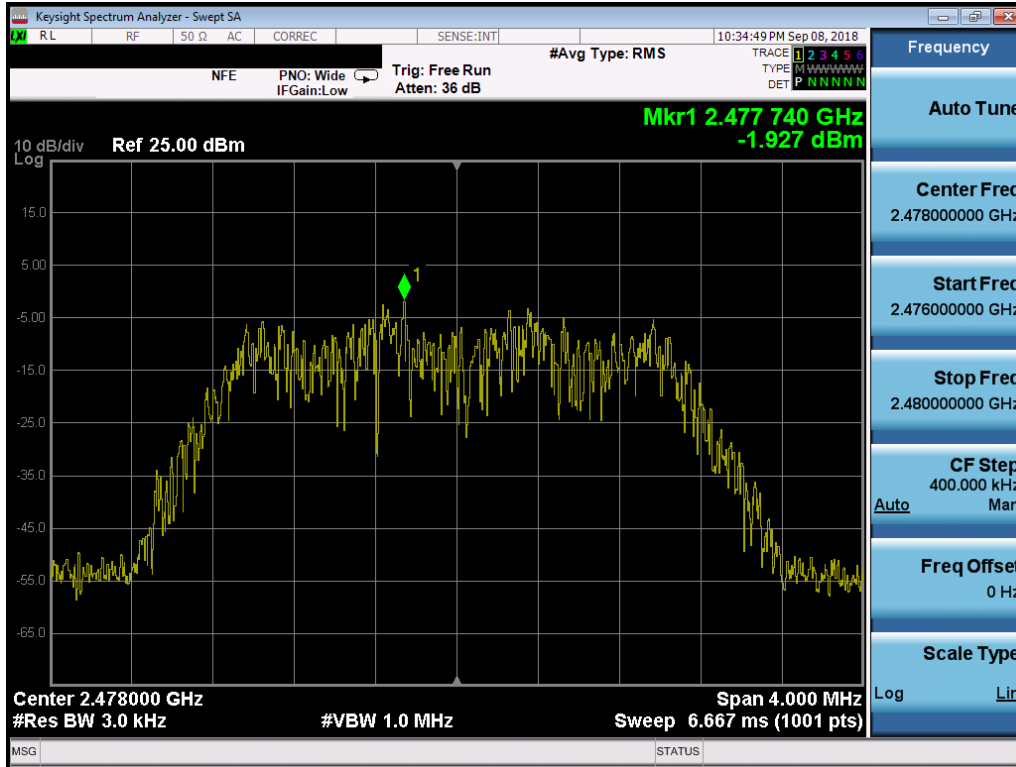 Keysight Spectrum Analyzer - Swept SA
LXI RL RF 50 Ω AC CORREC SENSE:INT 10:34:49 PM Sep 08, 2018
#Avg Type: RMS TRACE 1 2 3 4 5 6
NFE PNO: Wide Trig: Free Run TYPE M W W W W W
IFGain:Low Atten: 36 dB DET P N N N N N
Mkr1 2.477 740 GHz
-1.927 dBm
10 dB/div Ref 25.00 dBm
Log
15.0
5.00
-5.00
-15.0
-25.0
-35.0
-45.0
-55.0
-65.0
1
Center 2.478000 GHz Span 4.000 MHz
#Res BW 3.0 kHz #VBW 1.0 MHz Sweep 6.667 ms (1001 pts)
MSG STATUS
Frequency
Auto Tune
Center Freq
2.478000000 GHz
Start Freq
2.476000000 GHz
Stop Freq
2.480000000 GHz
CF Step
400.000 kHz
Auto Man
Freq Offset
0 Hz
Scale Type
Log Lin